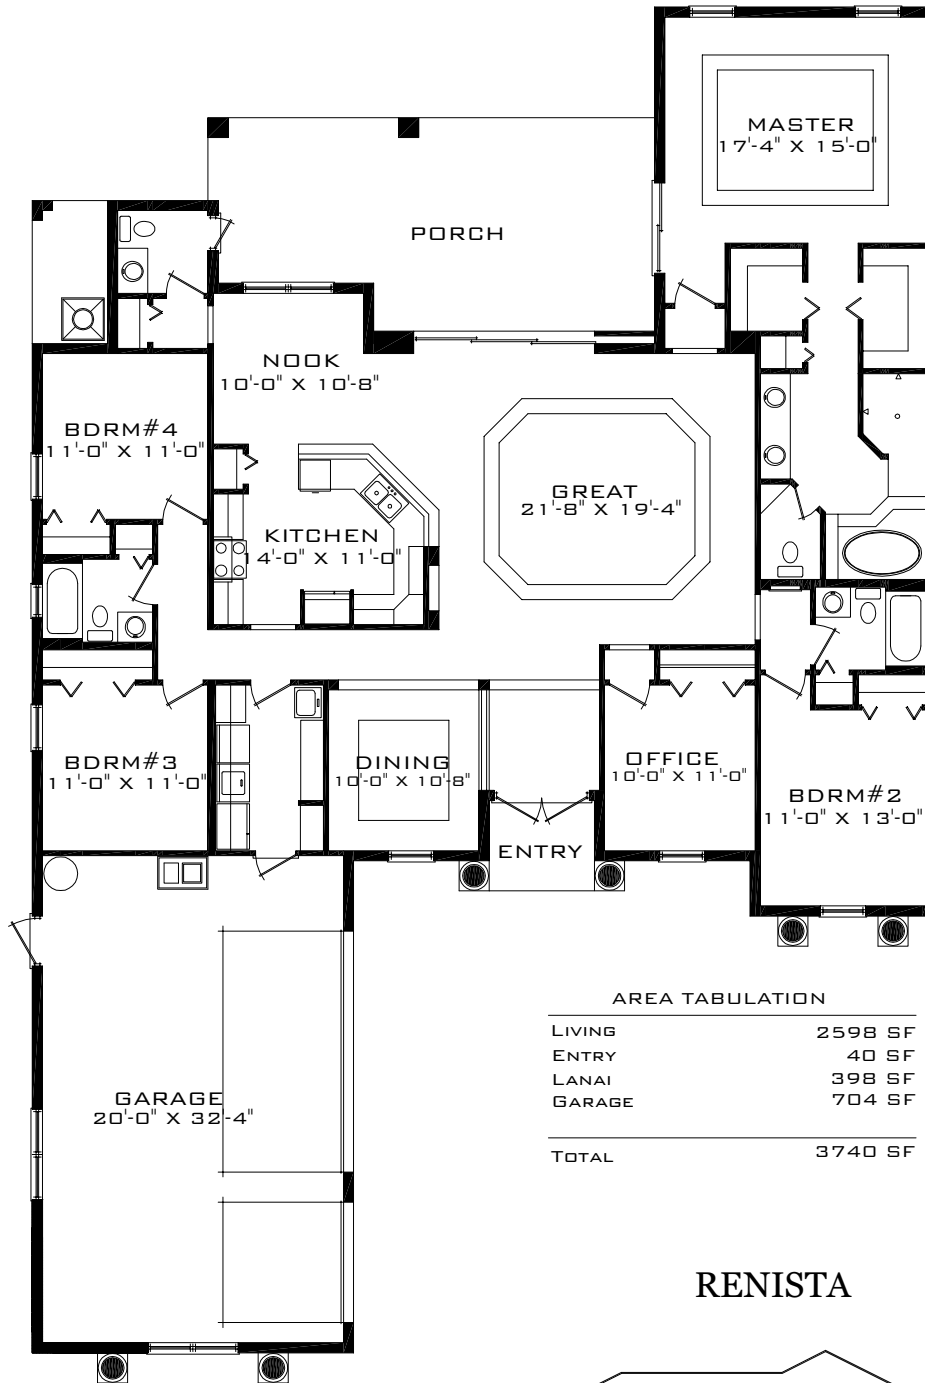 MASTER
17'-4" X 15'-0"
PORCH
NOOK
10'-0" X 10'-8"
BDRM#4
11'-0" X 11'-0"
GREAT
21'-8" X 19'-4"
KITCHEN
14'-0" X 11'-0"
BDRM#3
11'-0" X 11'-0"
DINING
10'-0" X 10'-8"
OFFICE
10'-0" X 11'-0"
BDRM#2
11'-0" X 13'-0"
ENTRY
GARAGE
20'-0" X 32'-4"
AREA TABULATION
LIVING 2598 SF
ENTRY 40 SF
LANAI 398 SF
GARAGE 704 SF
TOTAL 3740 SF
RENISTA